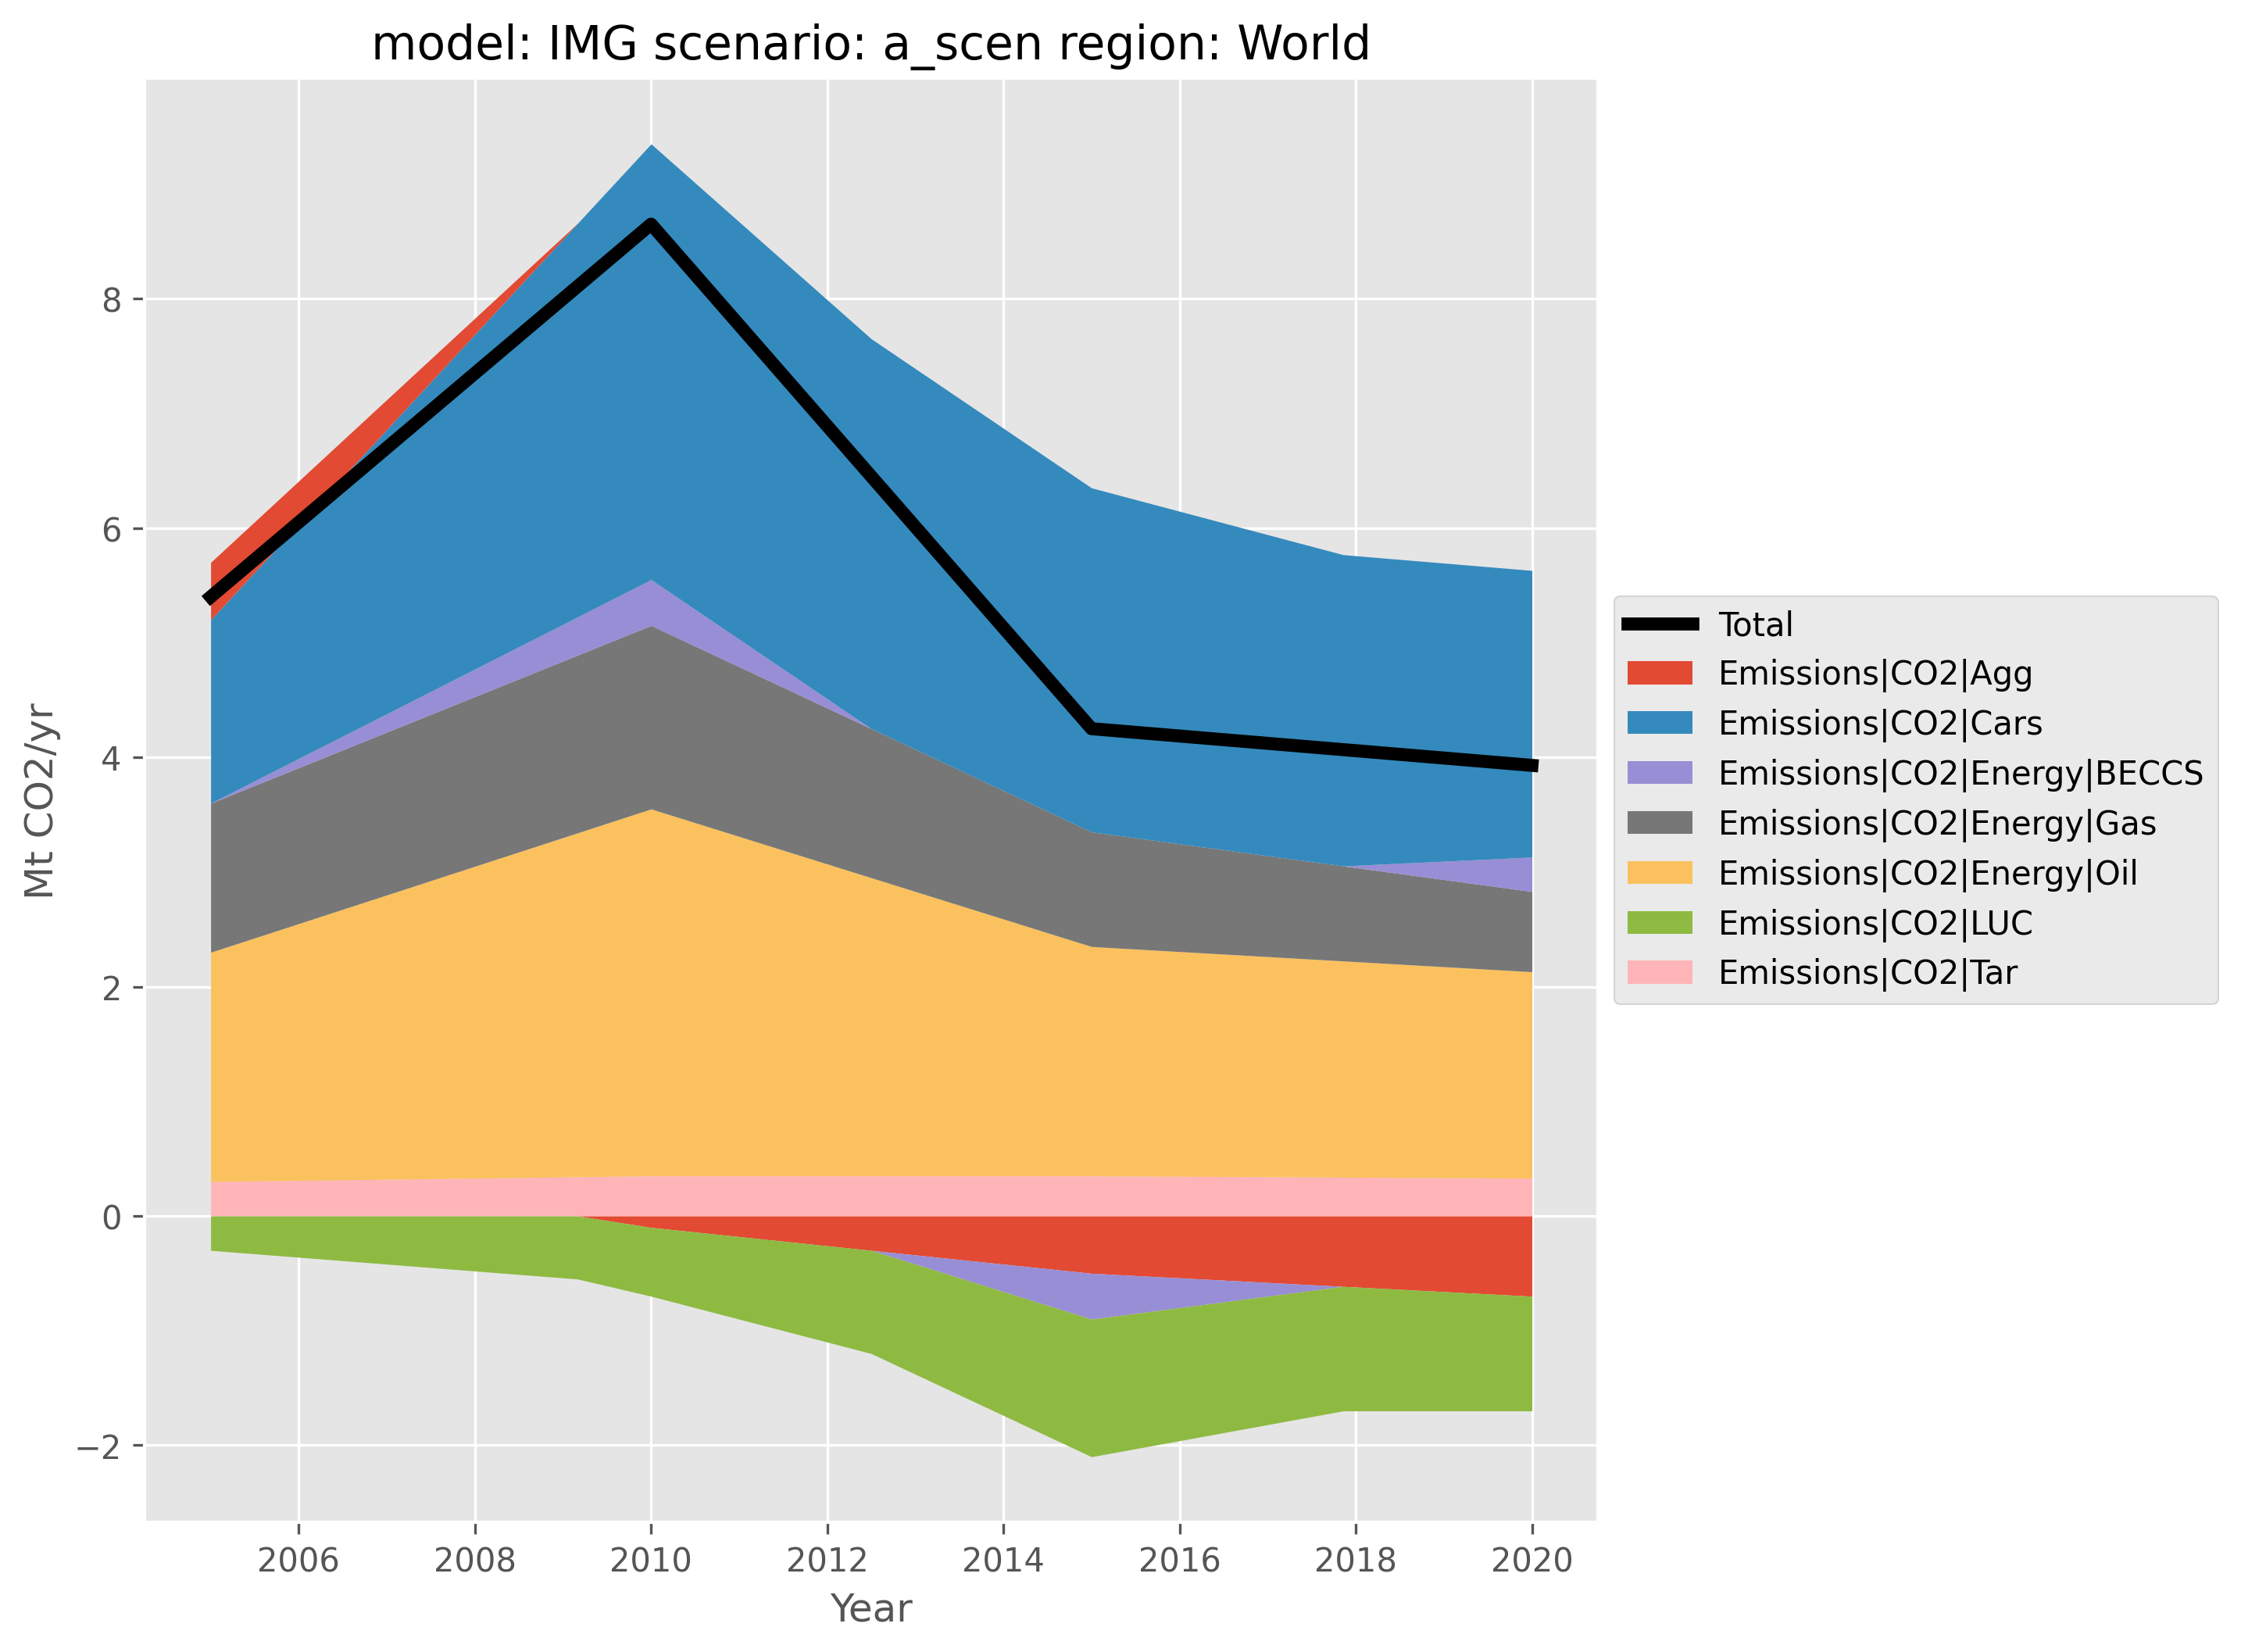 model: IMG scenario: a_scen region: World
8
6
4
2
0
−2
Mt CO2/yr
2006 2008 2010 2012 2014 2016 2018 2020
Year
Total
Emissions|CO2|Agg
Emissions|CO2|Cars
Emissions|CO2|Energy|BECCS
Emissions|CO2|Energy|Gas
Emissions|CO2|Energy|Oil
Emissions|CO2|LUC
Emissions|CO2|Tar